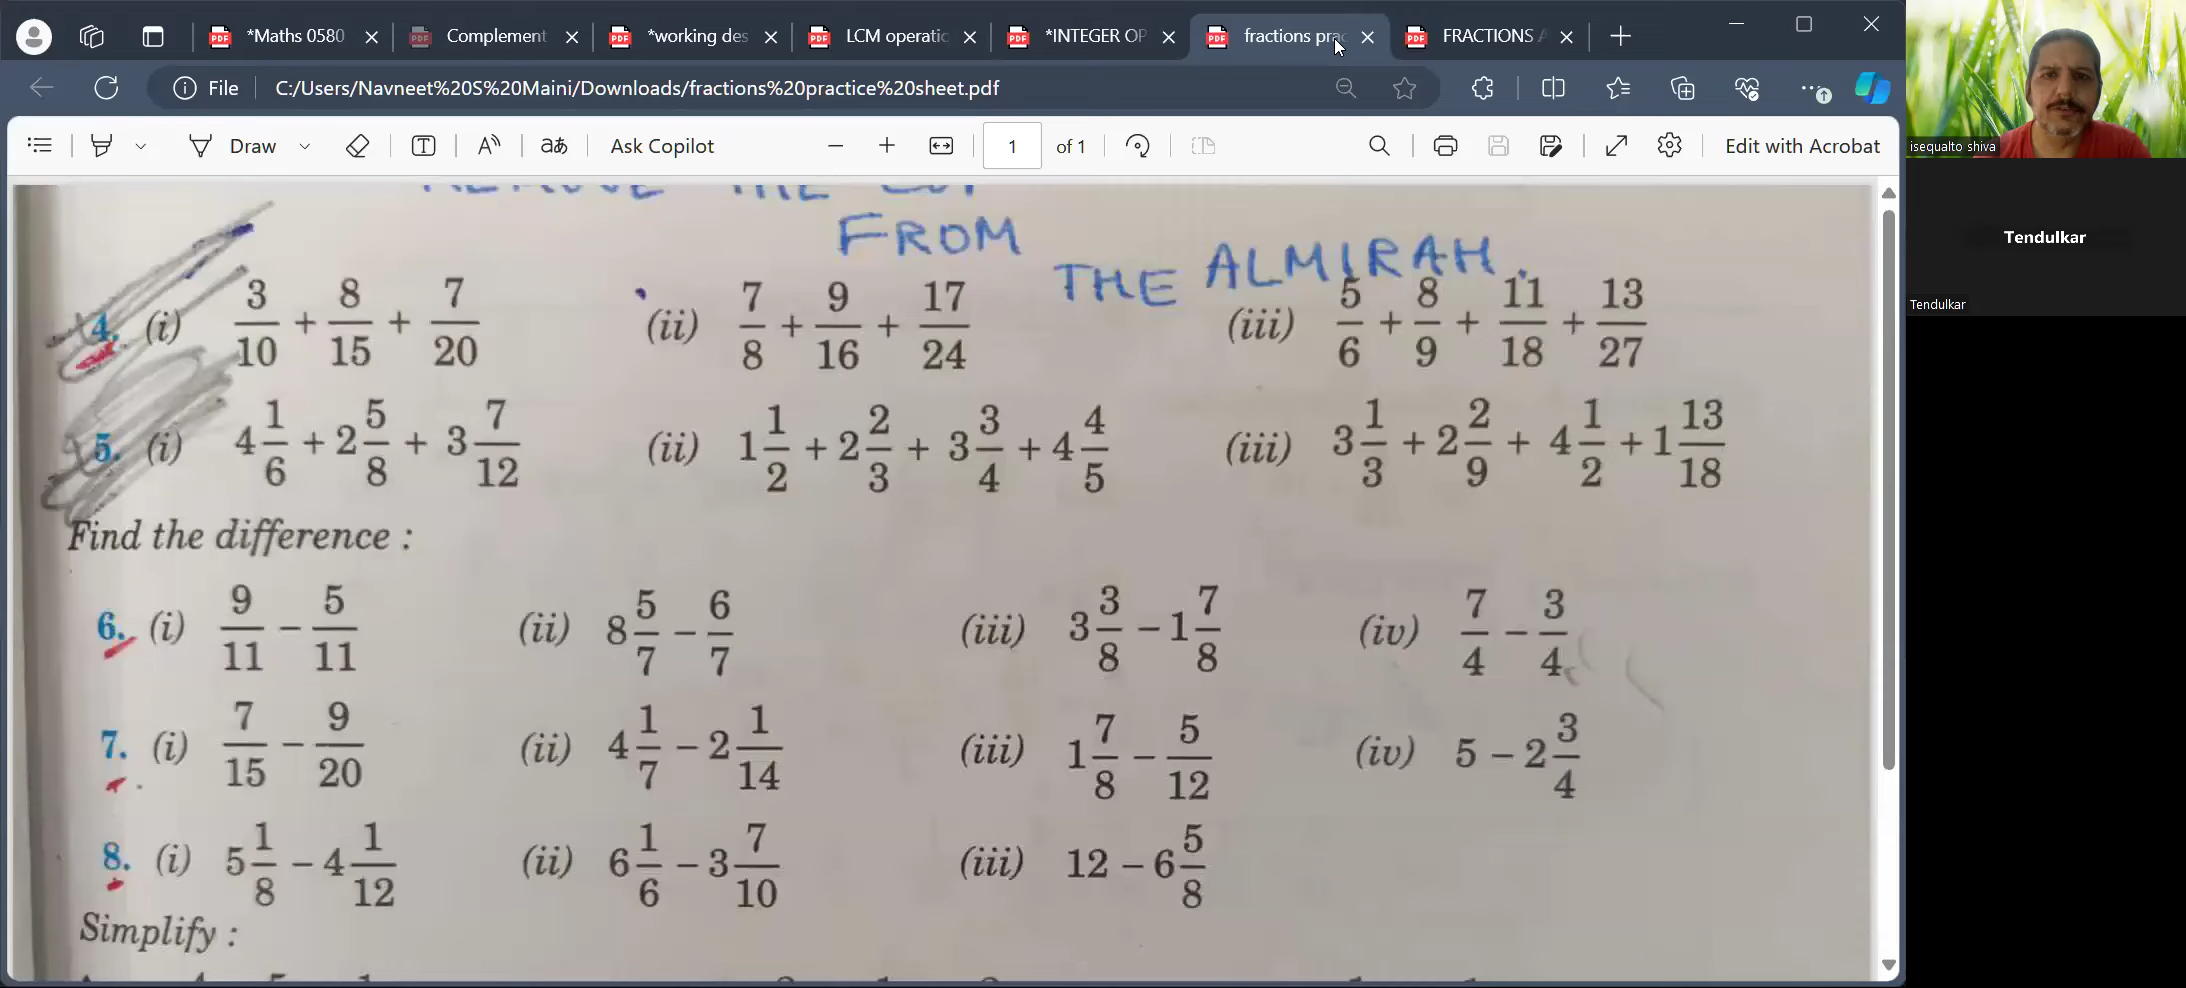 *Maths 0580 Complement *working des LCM operatic *INTEGER OP fractions prac FRACTIONS A
File C:/Users/Navneet%20S%20Maini/Downloads/fractions%20practice%20sheet.pdf
Draw Ask Copilot 1 of 1 Edit with Acrobat
isequalto shiva
Tendulkar
Tendulkar
REMOVE THE
FROM
THE ALMIRAH.
4. (i) 3/10 + 8/15 + 7/20 (ii) 7/8 + 9/16 + 17/24 (iii) 5/6 + 8/9 + 11/18 + 13/27
5. (i) 4 1/6 + 2 5/8 + 3 7/12 (ii) 1 1/2 + 2 2/3 + 3 3/4 + 4 4/5 (iii) 3 1/3 + 2 2/9 + 4 1/2 + 1 13/18
Find the difference :
6. (i) 9/11 − 5/11 (ii) 8 5/7 − 6/7 (iii) 3 3/8 − 1 7/8 (iv) 7/4 − 3/4
7. (i) 7/15 − 9/20 (ii) 4 1/7 − 2 1/14 (iii) 1 7/8 − 5/12 (iv) 5 − 2 3/4
8. (i) 5 1/8 − 4 1/12 (ii) 6 1/6 − 3 7/10 (iii) 12 − 6 5/8
Simplify :